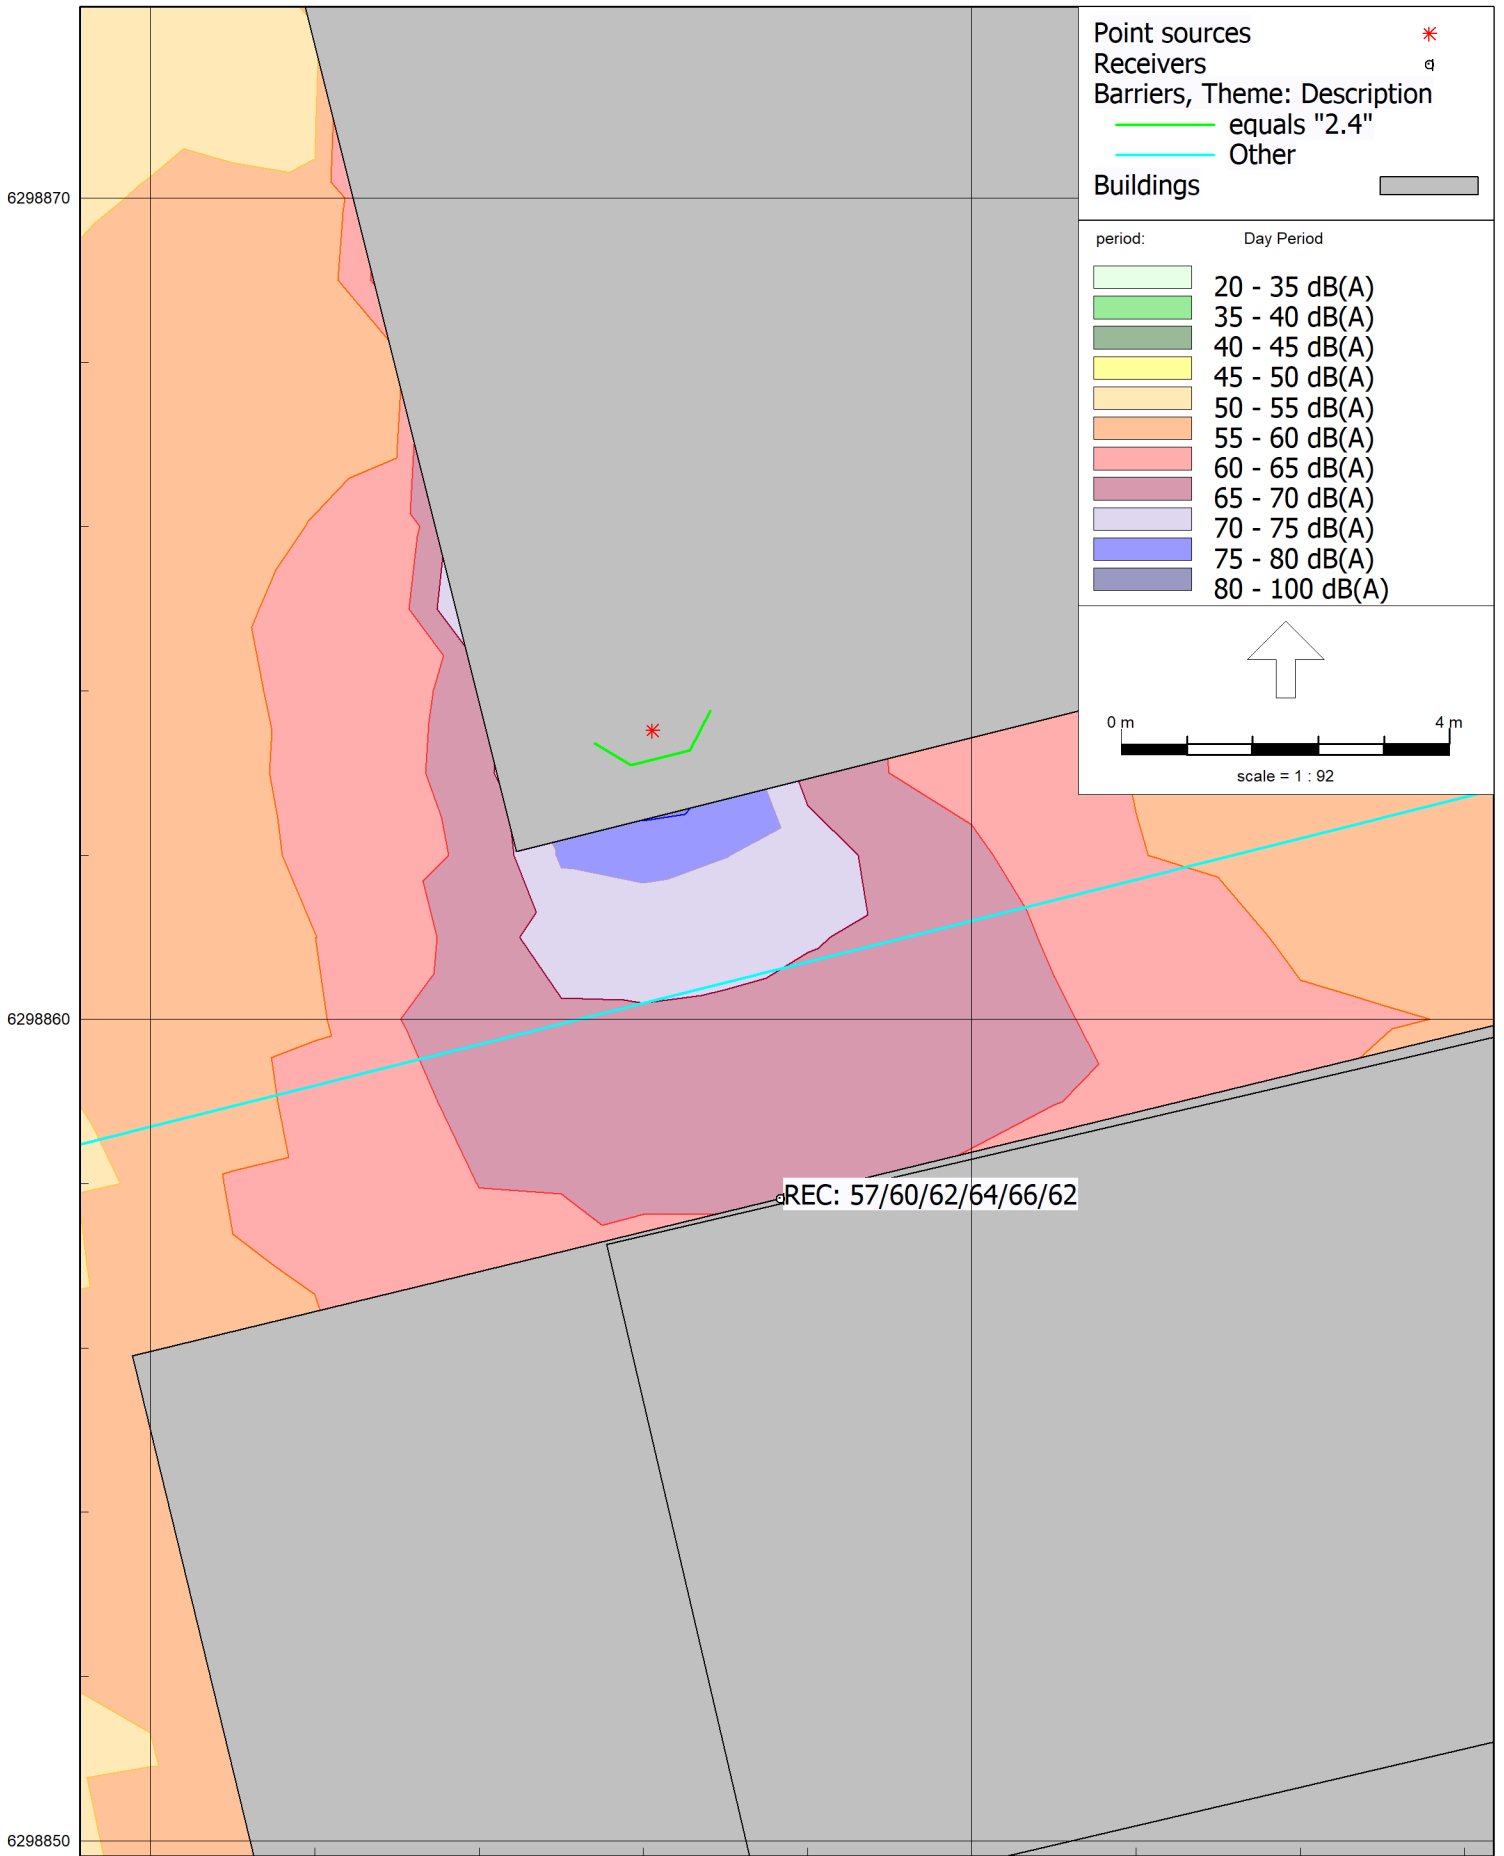 Point sources
Receivers
Barriers, Theme: Description
equals "2.4"
Other
Buildings
period: Day Period
20 - 35 dB(A)
35 - 40 dB(A)
40 - 45 dB(A)
45 - 50 dB(A)
50 - 55 dB(A)
55 - 60 dB(A)
60 - 65 dB(A)
65 - 70 dB(A)
70 - 75 dB(A)
75 - 80 dB(A)
80 - 100 dB(A)
0 m 4 m
scale = 1 : 92
6298870
6298860
REC: 57/60/62/64/66/62
6298850